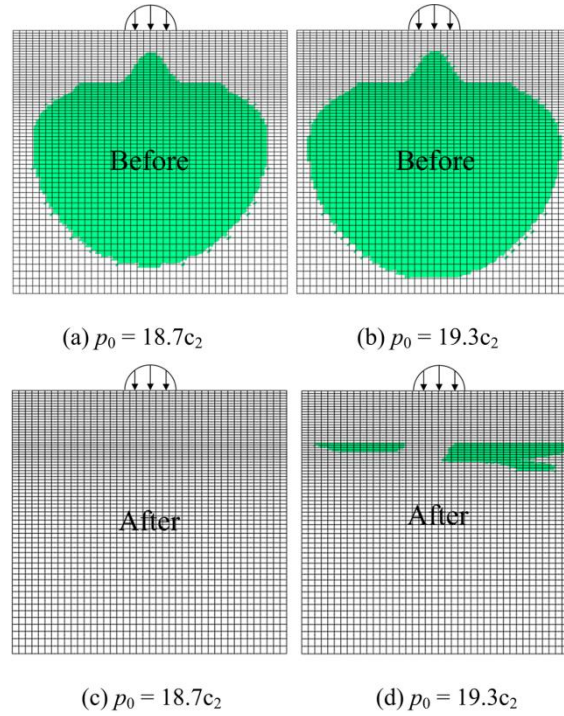 Before
Before
(a) p₀ = 18.7c₂
(b) p₀ = 19.3c₂
After
After
(c) p₀ = 18.7c₂
(d) p₀ = 19.3c₂